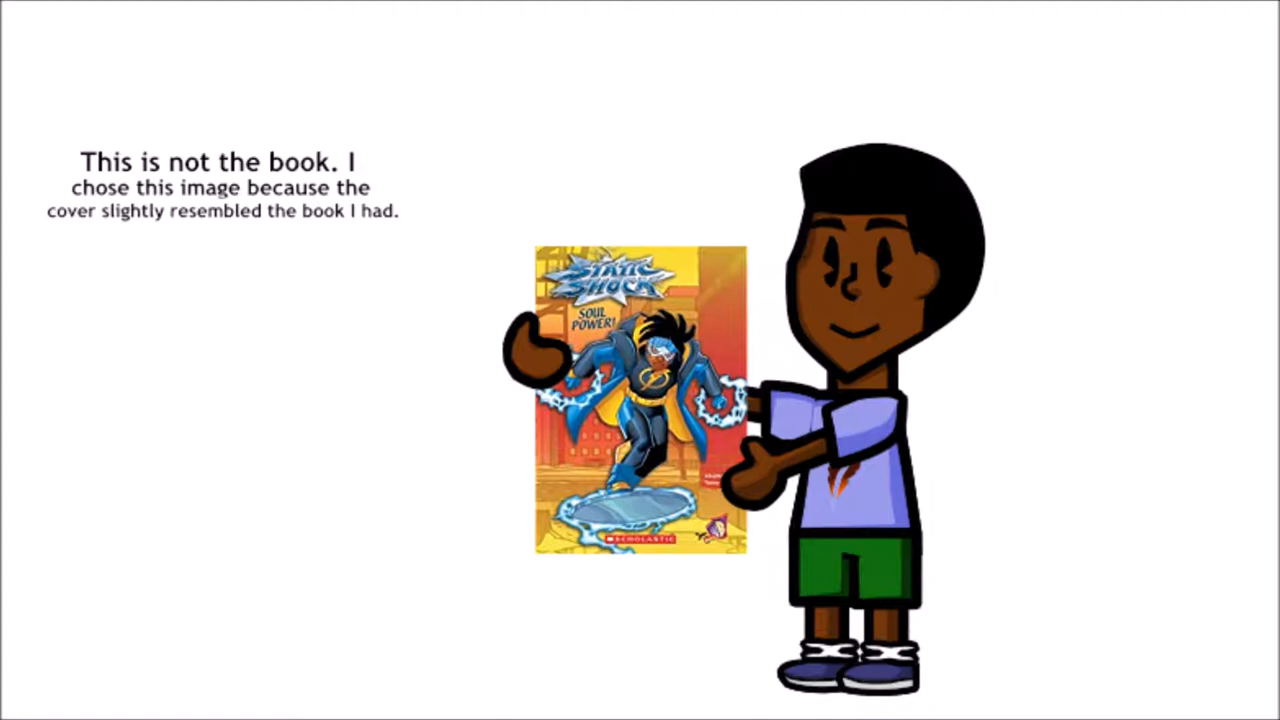 This is not the book. I
chose this image because the
cover slightly resembled the book I had.
STATIC
SHOCK
SOUL
POWER!
SCHOLASTIC